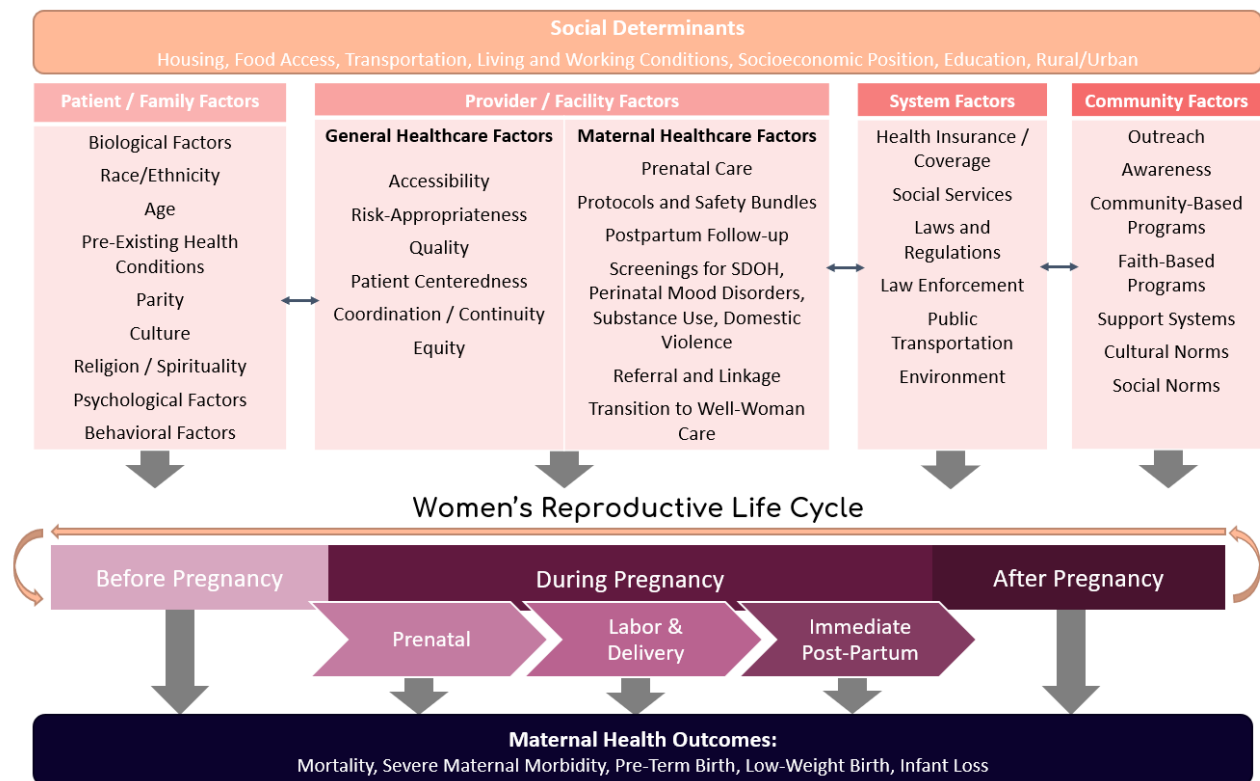 Social Determinants
Housing, Food Access, Transportation, Living and Working Conditions, Socioeconomic Position, Education, Rural/Urban
Patient / Family Factors
Biological Factors
Race/Ethnicity
Age
Pre-Existing Health
Conditions
Parity
Culture
Religion / Spirituality
Psychological Factors
Behavioral Factors
Provider / Facility Factors
General Healthcare Factors
Accessibility
Risk-Appropriateness
Quality
Patient Centeredness
Coordination / Continuity
Equity
Maternal Healthcare Factors
Prenatal Care
Protocols and Safety Bundles
Postpartum Follow-up
Screenings for SDOH,
Perinatal Mood Disorders,
Substance Use, Domestic
Violence
Referral and Linkage
Transition to Well-Woman
Care
System Factors
Health Insurance /
Coverage
Social Services
Laws and
Regulations
Law Enforcement
Public
Transportation
Environment
Community Factors
Outreach
Awareness
Community-Based
Programs
Faith-Based
Programs
Support Systems
Cultural Norms
Social Norms
Women's Reproductive Life Cycle
Before Pregnancy
During Pregnancy
After Pregnancy
Prenatal
Labor &
Delivery
Immediate
Post-Partum
Maternal Health Outcomes:
Mortality, Severe Maternal Morbidity, Pre-Term Birth, Low-Weight Birth, Infant Loss